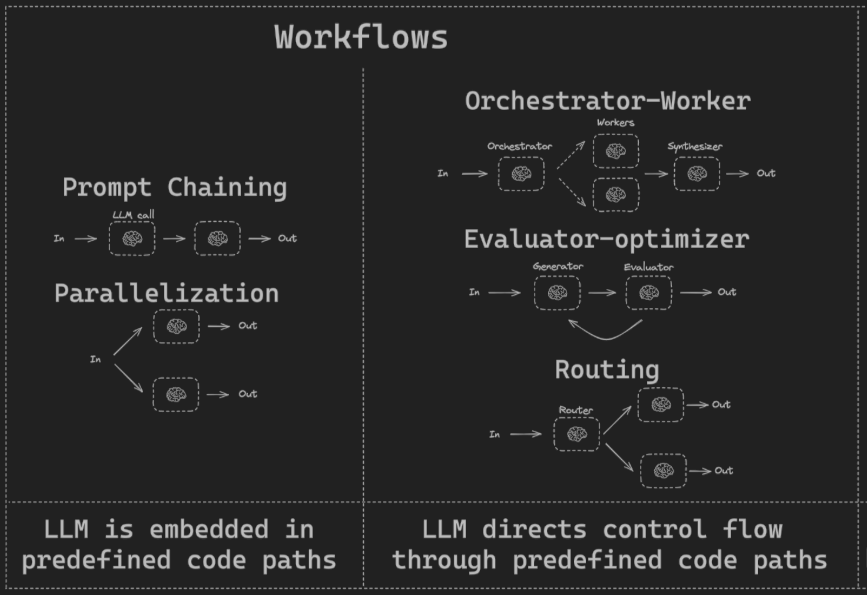 Workflows
Prompt Chaining
LLM call
In
Out
Parallelization
In
Out
Out
LLM is embedded in
predefined code paths
Orchestrator-Worker
Workers
Orchestrator
Synthesizer
In
Out
Evaluator-optimizer
Generator
Evaluator
In
Out
Routing
Router
In
Out
Out
LLM directs control flow
through predefined code paths